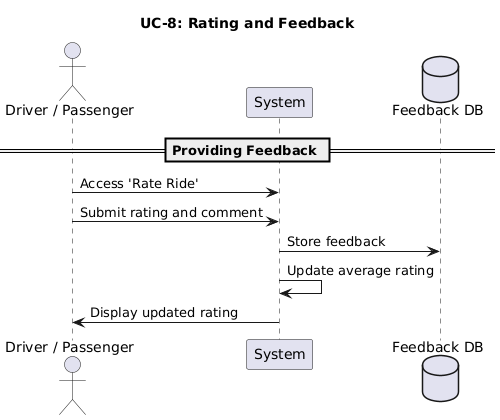 UC-8: Rating and Feedback
Driver / Passenger
System
Feedback DB
Providing Feedback
Access 'Rate Ride'
Submit rating and comment
Store feedback
Update average rating
Display updated rating
Driver / Passenger
System
Feedback DB